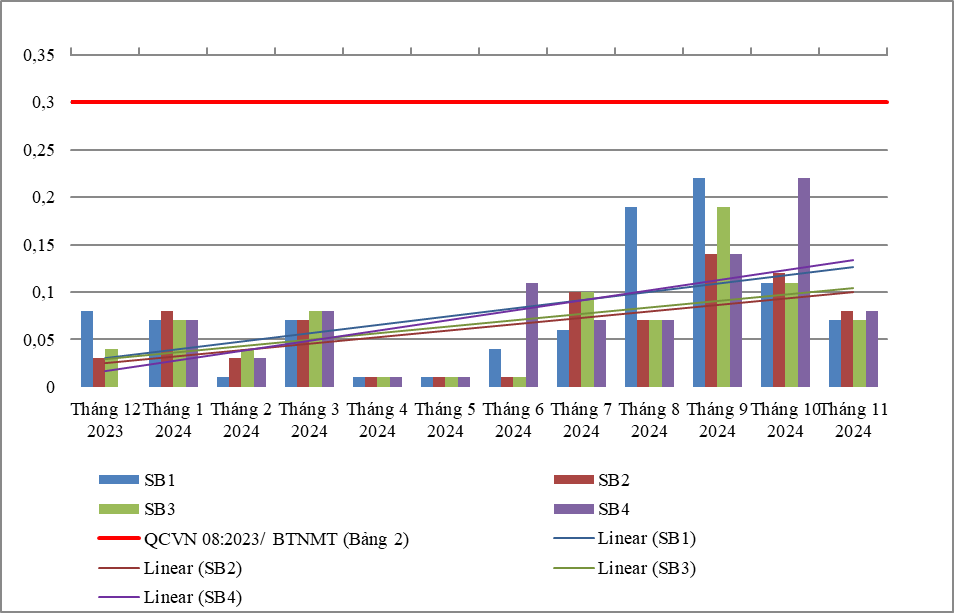 0,35
0,3
0,25
0,2
0,15
0,1
0,05
0
Tháng 12 Tháng 1 Tháng 2 Tháng 3 Tháng 4 Tháng 5 Tháng 6 Tháng 7 Tháng 8 Tháng 9 Tháng 10 Tháng 11
2023 2024 2024 2024 2024 2024 2024 2024 2024 2024 2024 2024
SB1 SB2
SB3 SB4
QCVN 08:2023/ BTNMT (Bảng 2) Linear (SB1)
Linear (SB2) Linear (SB3)
Linear (SB4)